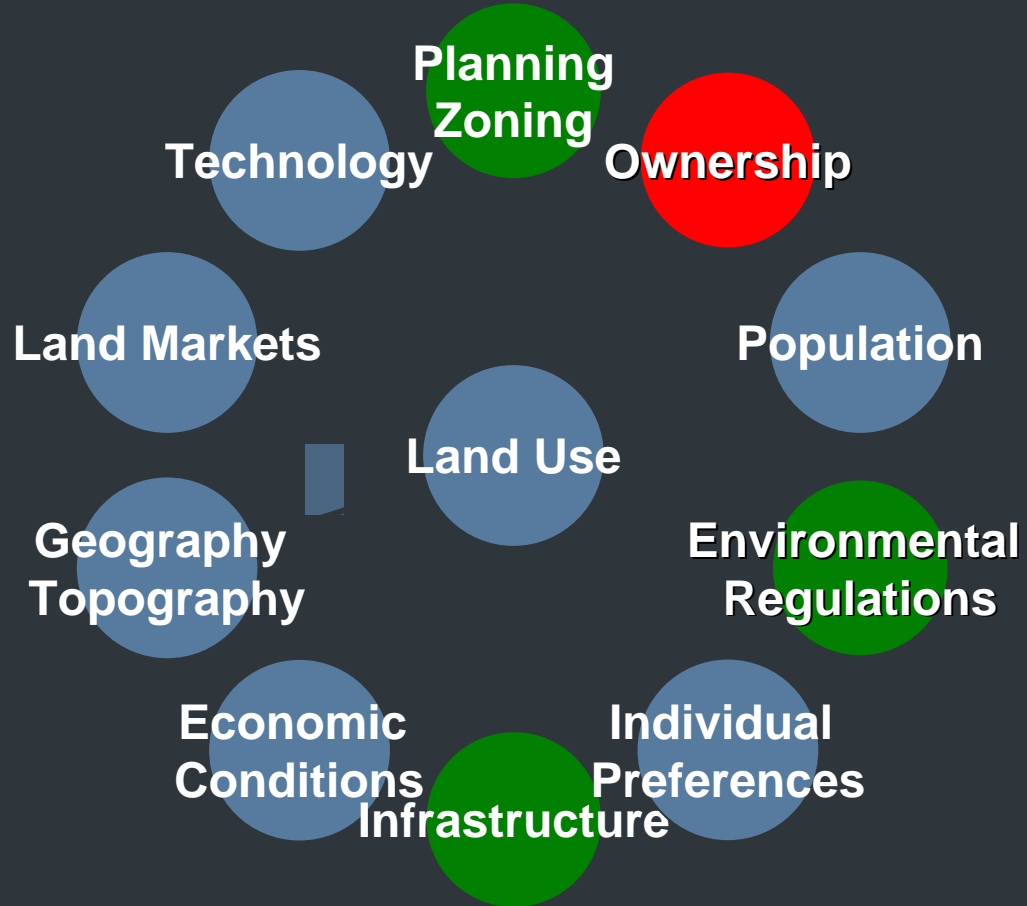 Planning
Zoning
Technology
Ownership
Land Markets
Population
Land Use
Geography
Topography
Environmental
Regulations
Economic
Conditions
Individual
Preferences
Infrastructure